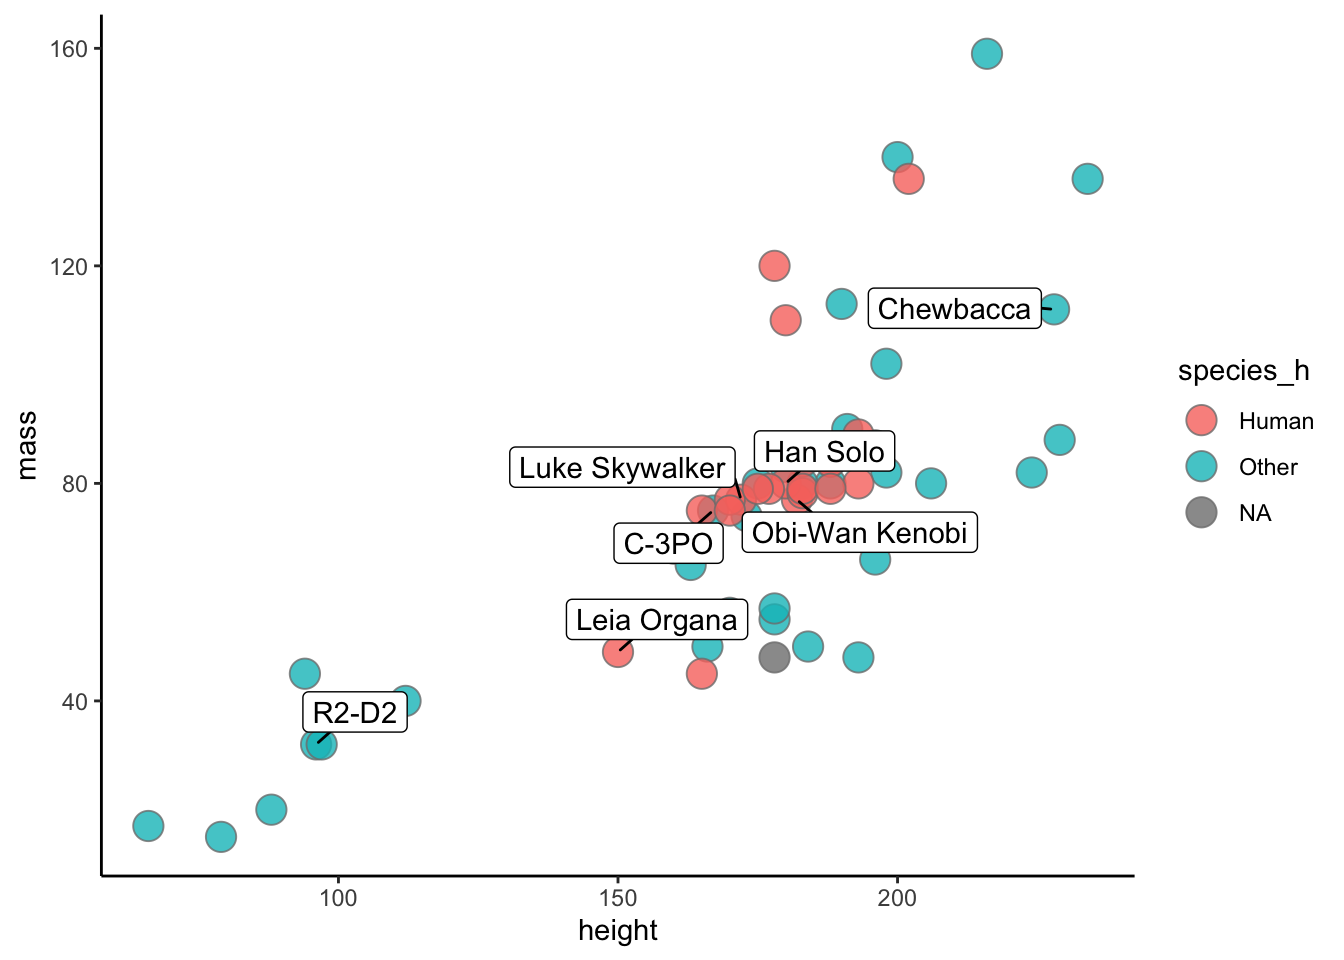 160
120
80
40
mass
Chewbacca
Han Solo
Luke Skywalker
Obi-Wan Kenobi
C-3PO
Leia Organa
R2-D2
100
150
200
height
species_h
Human
Other
NA